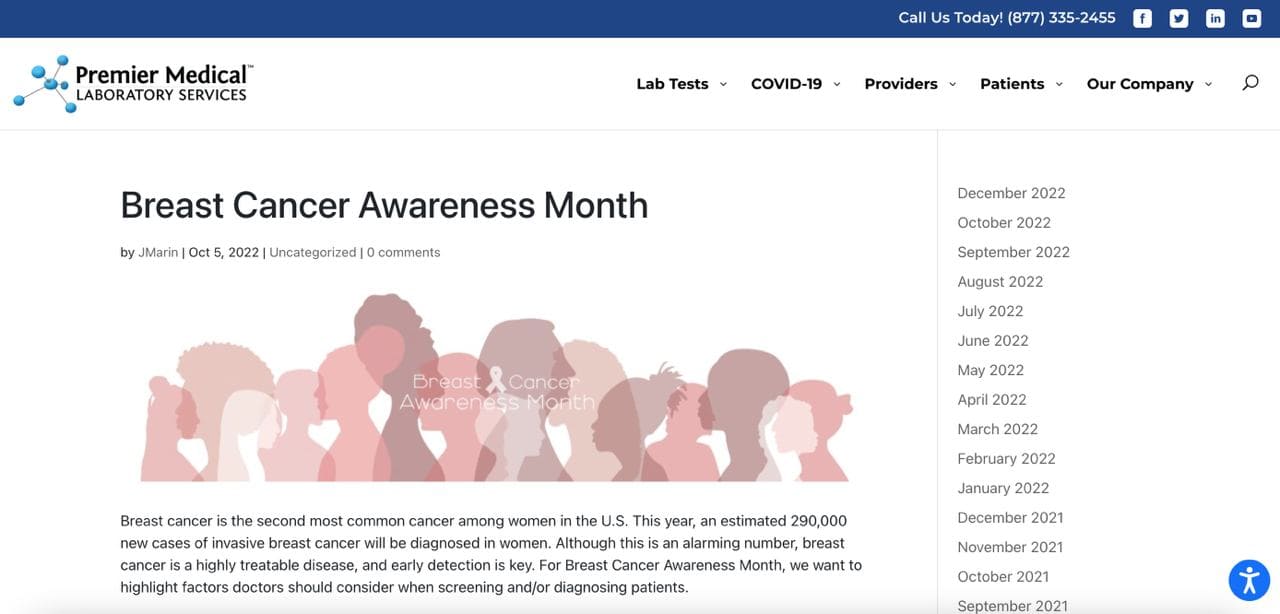 Call Us Today! (877) 335-2455
Premier Medical™
LABORATORY SERVICES
Lab Tests
COVID-19
Providers
Patients
Our Company
Breast Cancer Awareness Month
by JMarin | Oct 5, 2022 | Uncategorized | 0 comments
Breast Cancer
Awareness Month
Breast cancer is the second most common cancer among women in the U.S. This year, an estimated 290,000
new cases of invasive breast cancer will be diagnosed in women. Although this is an alarming number, breast
cancer is a highly treatable disease, and early detection is key. For Breast Cancer Awareness Month, we want to
highlight factors doctors should consider when screening and/or diagnosing patients.
December 2022
October 2022
September 2022
August 2022
July 2022
June 2022
May 2022
April 2022
March 2022
February 2022
January 2022
December 2021
November 2021
October 2021
September 2021